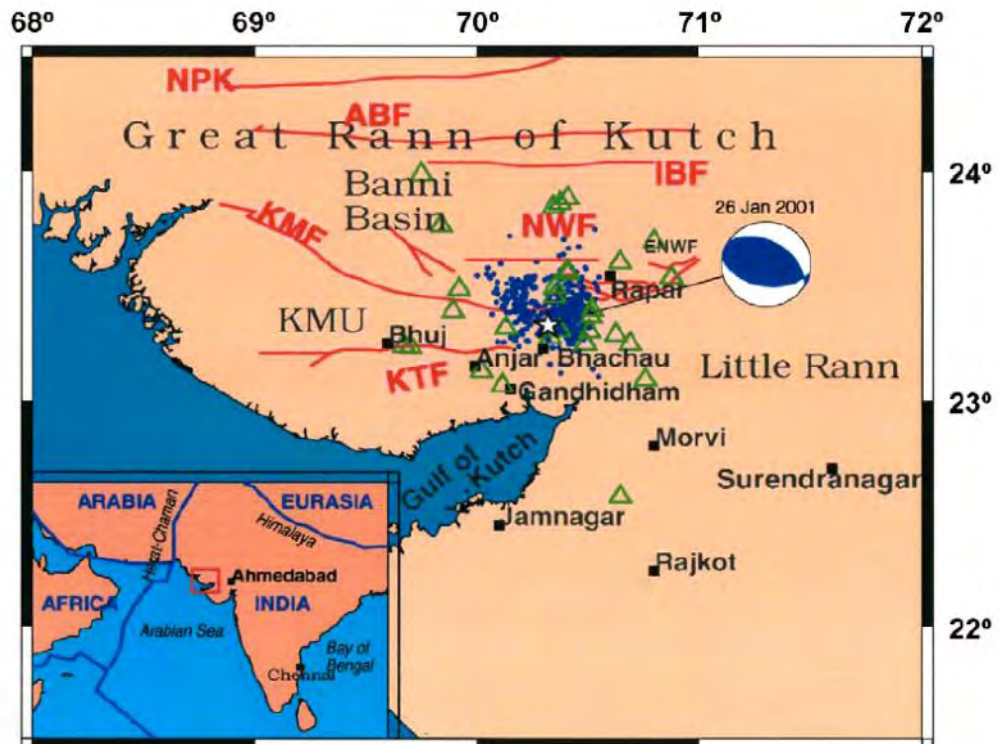 68º 69º 70º 71º 72º
NPK
ABF
Great Rann of Kutch
24º
IBF
Banni
Basin
26 Jan 2001
KMF
NWF
ENWF
Rapar
KMU
Bhuj
Anjar Bhachau
Little Rann
KTF
Gandhidham
23º
Morvi
Gulf of
Kutch
Surendranagar
Jamnagar
Rajkot
22º
ARABIA
EURASIA
Herat-Chaman
Himalaya
Ahmedabad
AFRICA
INDIA
Arabian Sea
Bay of
Bengal
Chennai